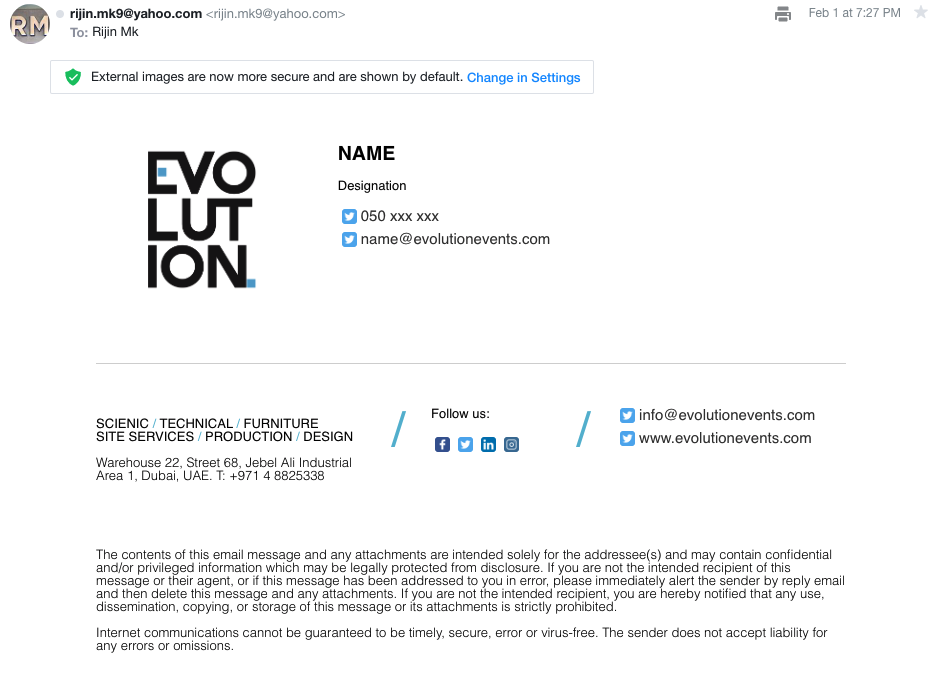 RM
rijin.mk9@yahoo.com <rijin.mk9@yahoo.com>
Feb 1 at 7:27 PM
To: Rijin Mk
External images are now more secure and are shown by default. Change in Settings
EVO
LUT
ION.
NAME
Designation
050 xxx xxx
name@evolutionevents.com
SCIENIC / TECHNICAL / FURNITURE
SITE SERVICES / PRODUCTION / DESIGN
Warehouse 22, Street 68, Jebel Ali Industrial
Area 1, Dubai, UAE. T: +971 4 8825338
/
Follow us:
f
in
/
info@evolutionevents.com
www.evolutionevents.com
The contents of this email message and any attachments are intended solely for the addressee(s) and may contain confidential
and/or privileged information which may be legally protected from disclosure. If you are not the intended recipient of this
message or their agent, or if this message has been addressed to you in error, please immediately alert the sender by reply email
and then delete this message and any attachments. If you are not the intended recipient, you are hereby notified that any use,
dissemination, copying, or storage of this message or its attachments is strictly prohibited.
Internet communications cannot be guaranteed to be timely, secure, error or virus-free. The sender does not accept liability for
any errors or omissions.